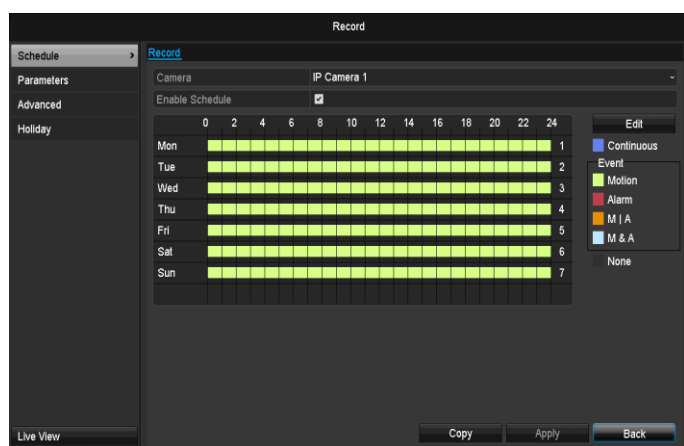 Record
Schedule >
Parameters
Advanced
Holiday
Live View
Record
Camera IP Camera 1
Enable Schedule
0 2 4 6 8 10 12 14 16 18 20 22 24
Mon 1
Tue 2
Wed 3
Thu 4
Fri 5
Sat 6
Sun 7
Edit
Continuous
Event
Motion
Alarm
M | A
M & A
None
Copy Apply Back